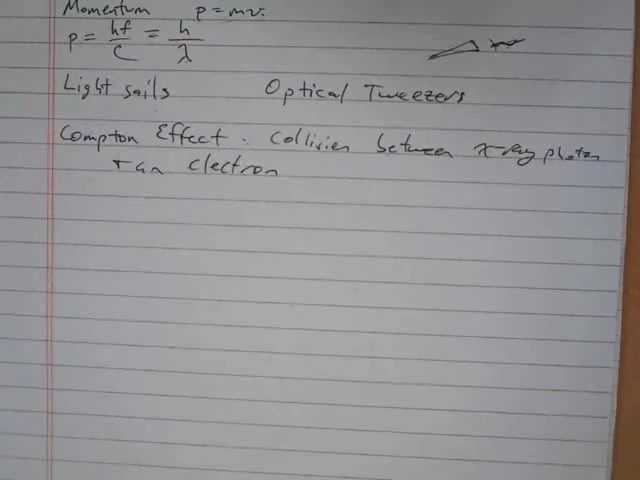 Momentum p = mv.
p = hf/c = h/λ
Light sails Optical Tweezers
Compton Effect : Collision between x-ray photon
+ an electron